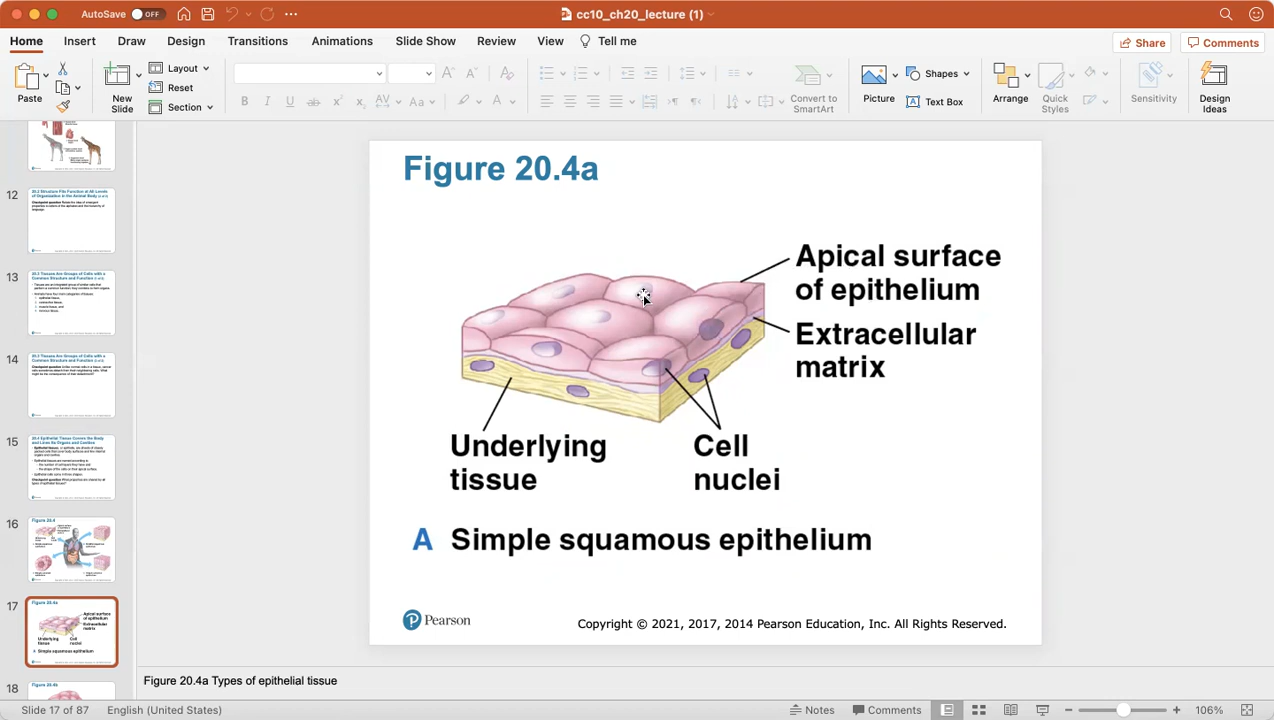 AutoSave OFF
cc10_ch20_lecture (1)
Home Insert Draw Design Transitions Animations Slide Show Review View Tell me
Share Comments
Paste
New
Slide
Layout
Reset
Section
Convert to
SmartArt
Picture
Shapes
Text Box
Arrange
Quick
Styles
Sensitivity
Design
Ideas
12
13
14
15
16
17
18
Figure 20.4a
Apical surface
of epithelium
Extracellular
matrix
Underlying
tissue
Cell
nuclei
A Simple squamous epithelium
Pearson
Copyright © 2021, 2017, 2014 Pearson Education, Inc. All Rights Reserved.
Figure 20.4a Types of epithelial tissue
Slide 17 of 87 English (United States) Notes Comments 106%